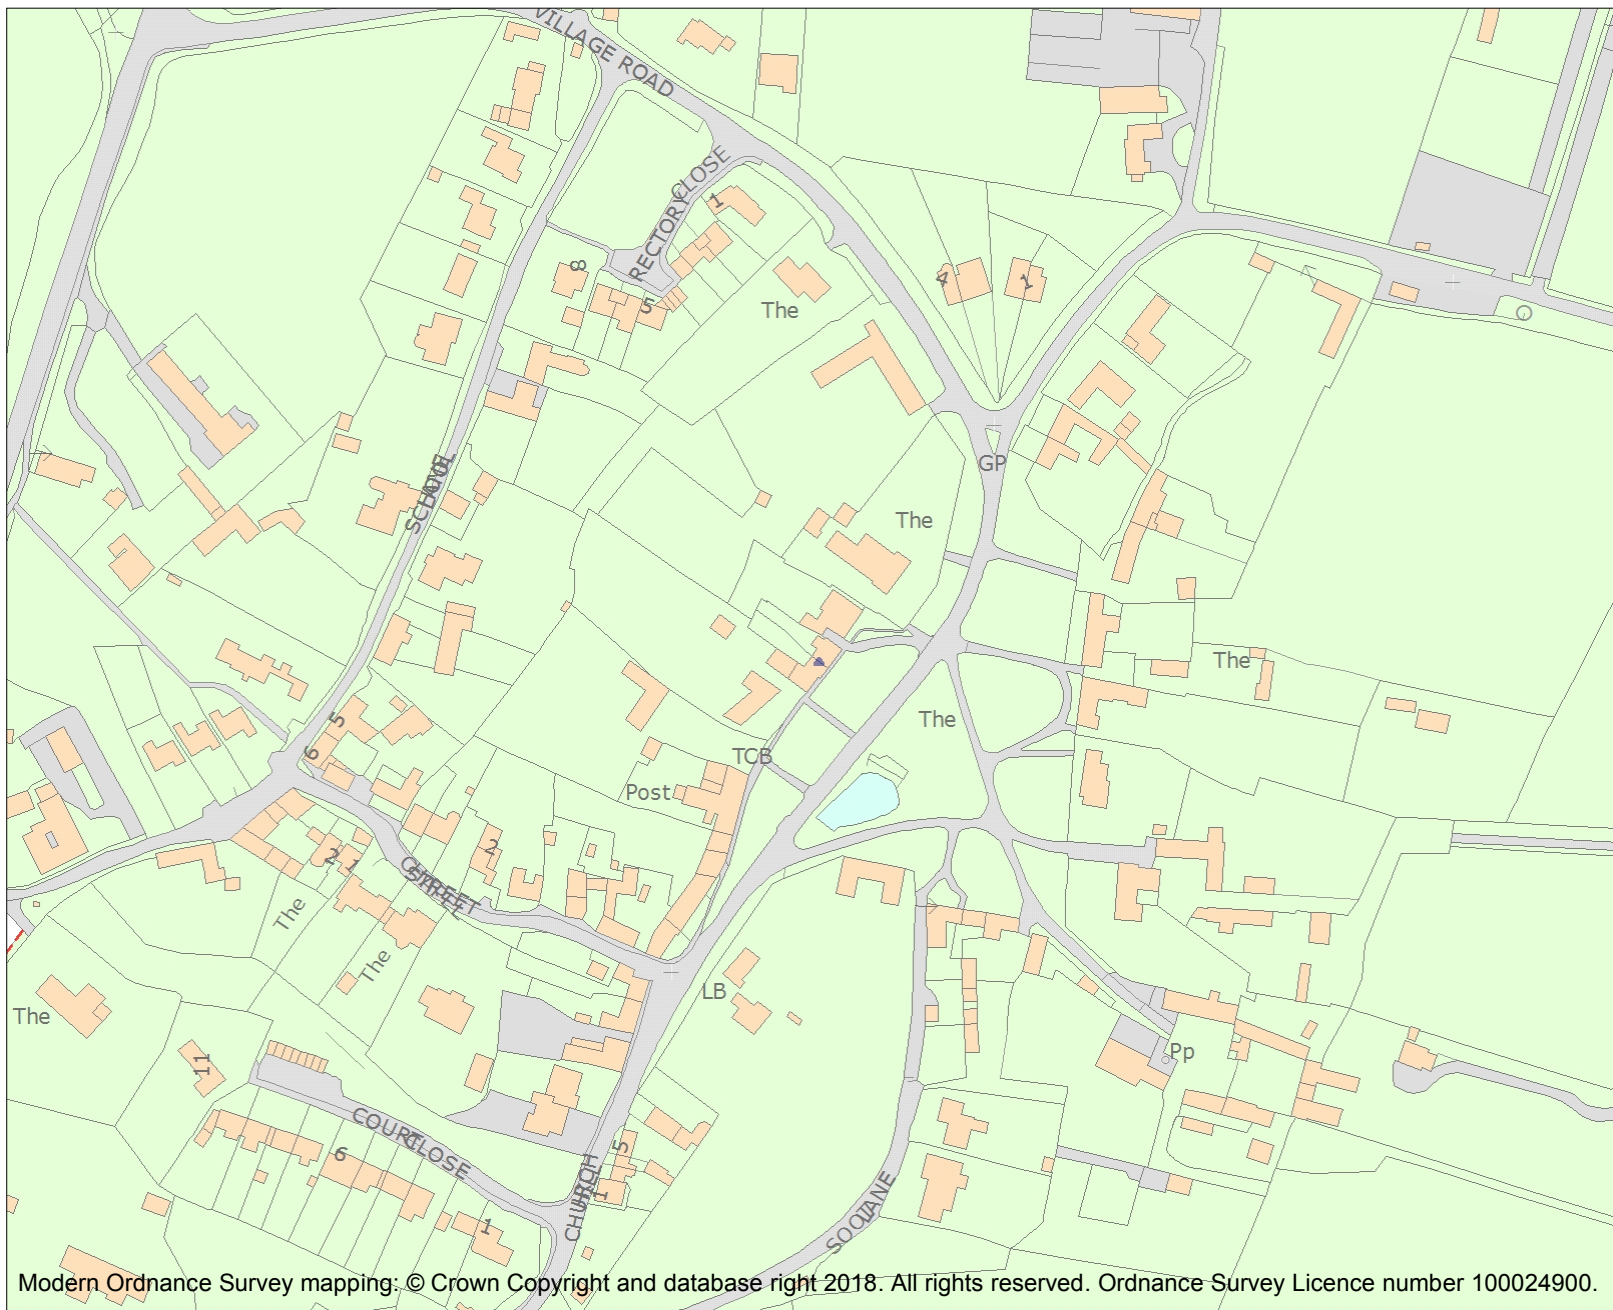 VILLAGE ROAD
RECTORY CLOSE
1
8
5
The
4
1
SCHOOL
LANE
GP
The
The
The
5
6
TCB
Post
2
1
2
STREET
The
The
The
LB
Pp
11
COURT CLOSE
6
1
5
1
CHURCH
HILL
LANE
Modern Ordnance Survey mapping: © Crown Copyright and database right 2018. All rights reserved. Ordnance Survey Licence number 100024900.